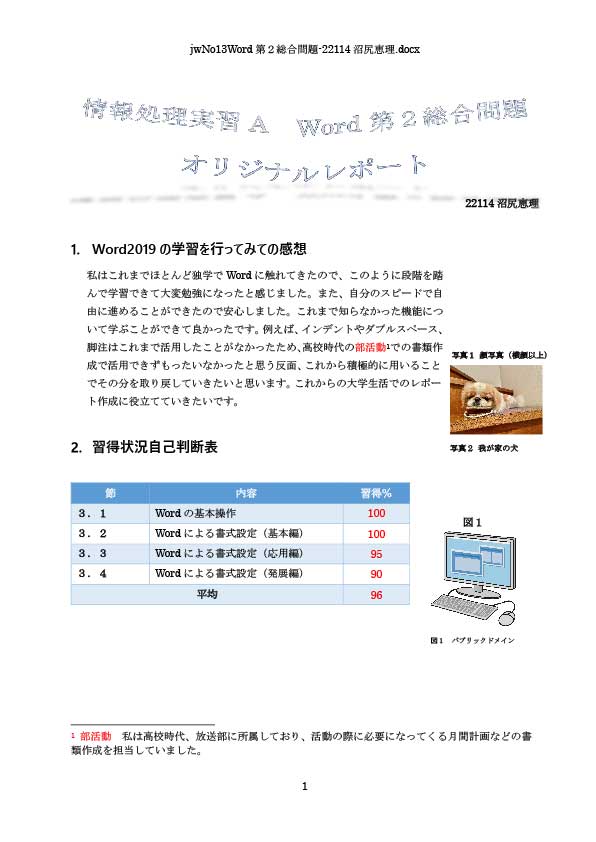 jwNo13Word 第２総合問題-22114 沼尻恵理.docx
情報処理実習 A　Word 第２総合問題
オリジナルレポート
22114 沼尻恵理
1. Word2019 の学習を行ってみての感想
私はこれまでほとんど独学で Word に触れてきたので、このように段階を踏
んで学習できて大変勉強になったと感じました。また、自分のスピードで自
由に進めることができたので安心しました。これまで知らなかった機能につ
いて学ぶことができて良かったです。例えば、インデントやダブルスペース、
脚注はこれまで活用したことがなかったため、高校時代の部活動1での書類作
成で活用できずもったいなかったと思う反面、これから積極的に用いること
でその分を取り戻していきたいと思います。これからの大学生活でのレポー
ト作成に役立てていきたいです。
写真１ 顔写真（横顔以上）
写真２ 我が家の犬
2. 習得状況自己判断表
節 内容 習得%
３．１ Word の基本操作 100
３．２ Word による書式設定（基本編） 100
３．３ Word による書式設定（応用編） 95
３．４ Word による書式設定（発展編） 90
平均 96
図１
図１　パブリックドメイン
1 部活動　私は高校時代、放送部に所属しており、活動の際に必要になってくる月間計画などの書
類作成を担当していました。
1